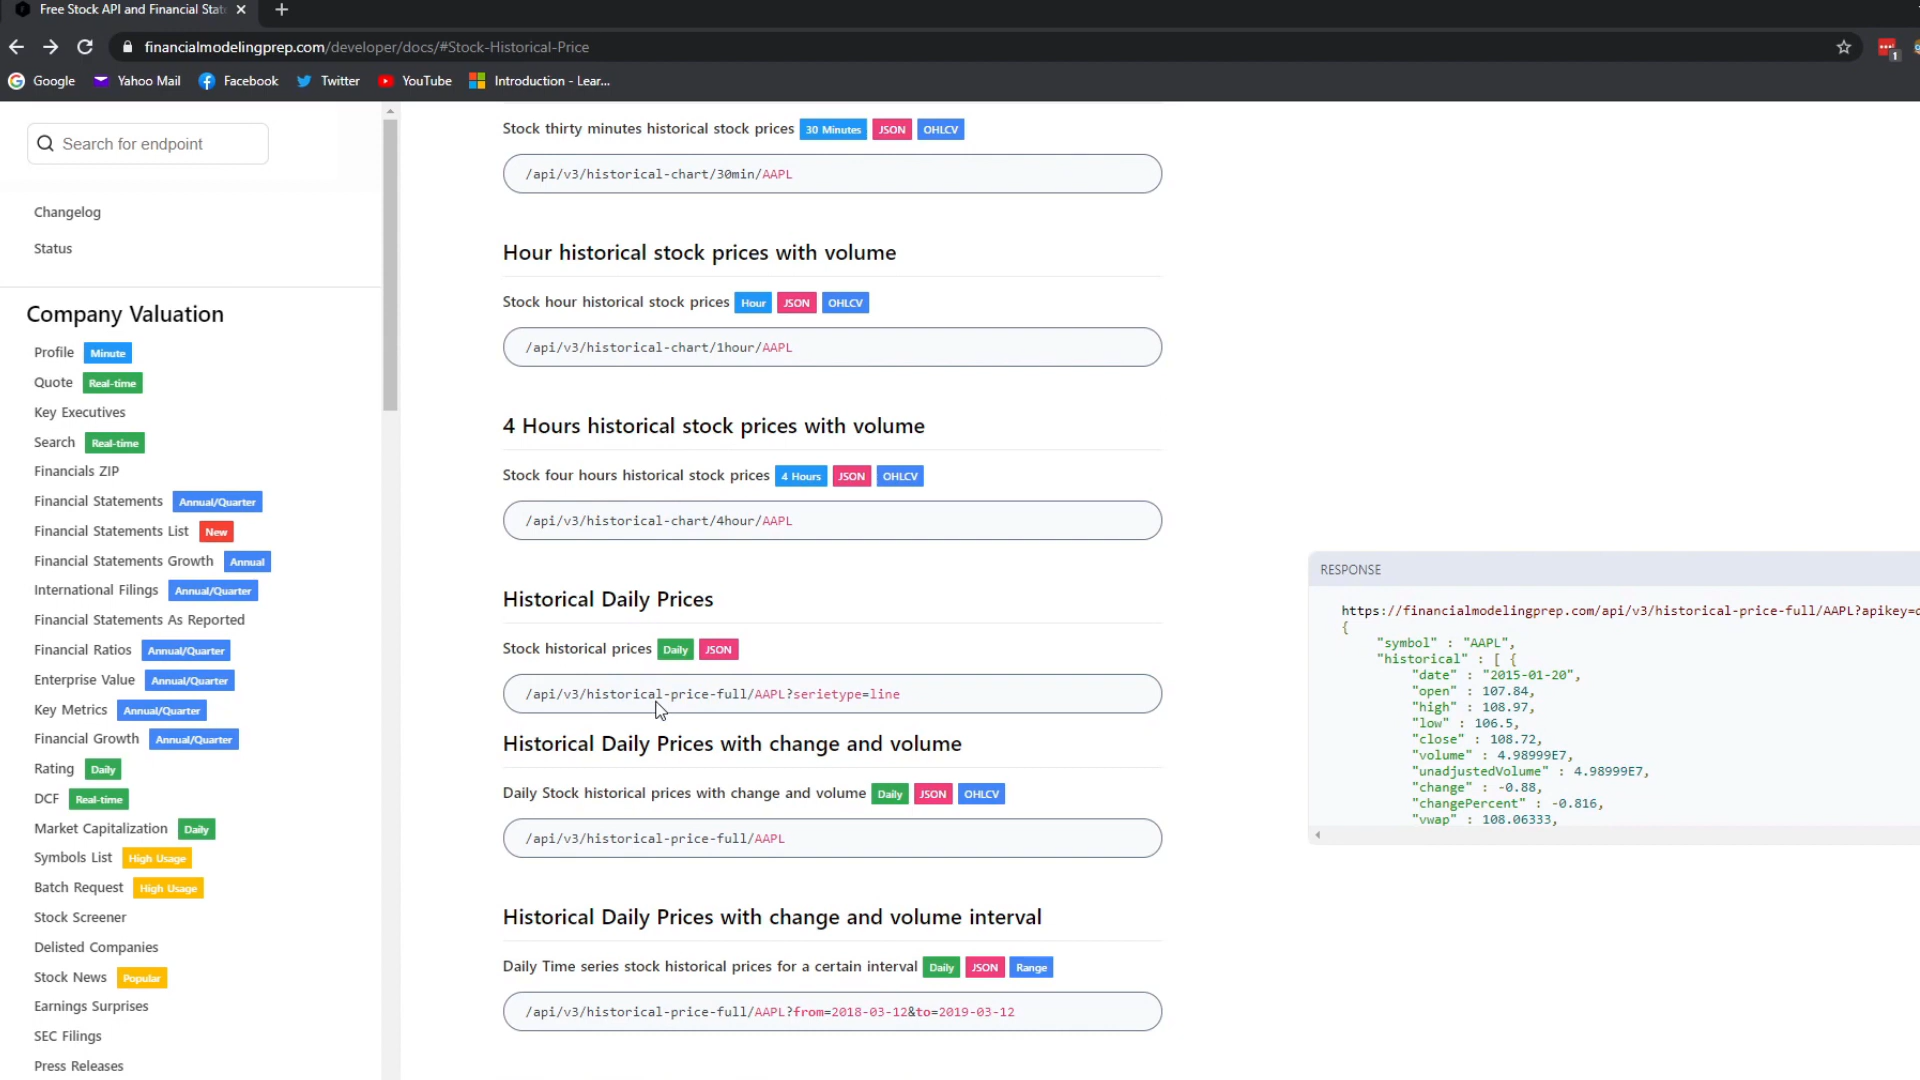 Free Stock API and Financial Stat
financialmodelingprep.com/developer/docs/#Stock-Historical-Price
1
Google
Yahoo Mail
Facebook
Twitter
YouTube
Introduction - Lear...
Search for endpoint
Changelog
Status
Company Valuation
Profile Minute
Quote Real-time
Key Executives
Search Real-time
Financials ZIP
Financial Statements Annual/Quarter
Financial Statements List New
Financial Statements Growth Annual
International Filings Annual/Quarter
Financial Statements As Reported
Financial Ratios Annual/Quarter
Enterprise Value Annual/Quarter
Key Metrics Annual/Quarter
Financial Growth Annual/Quarter
Rating Daily
DCF Real-time
Market Capitalization Daily
Symbols List High Usage
Batch Request High Usage
Stock Screener
Delisted Companies
Stock News Popular
Earnings Surprises
SEC Filings
Press Releases
Stock thirty minutes historical stock prices 30 Minutes JSON OHLCV
/api/v3/historical-chart/30min/AAPL
Hour historical stock prices with volume
Stock hour historical stock prices Hour JSON OHLCV
/api/v3/historical-chart/1hour/AAPL
4 Hours historical stock prices with volume
Stock four hours historical stock prices 4 Hours JSON OHLCV
/api/v3/historical-chart/4hour/AAPL
Historical Daily Prices
Stock historical prices Daily JSON
/api/v3/historical-price-full/AAPL?serietype=line
Historical Daily Prices with change and volume
Daily Stock historical prices with change and volume Daily JSON OHLCV
/api/v3/historical-price-full/AAPL
Historical Daily Prices with change and volume interval
Daily Time series stock historical prices for a certain interval Daily JSON Range
/api/v3/historical-price-full/AAPL?from=2018-03-12&to=2019-03-12
RESPONSE
https://financialmodelingprep.com/api/v3/historical-price-full/AAPL?apikey=
{
"symbol" : "AAPL",
"historical" : [ {
"date" : "2015-01-20",
"open" : 107.84,
"high" : 108.97,
"low" : 106.5,
"close" : 108.72,
"volume" : 4.98999E7,
"unadjustedVolume" : 4.98999E7,
"change" : -0.88,
"changePercent" : -0.816,
"vwap" : 108.06333,